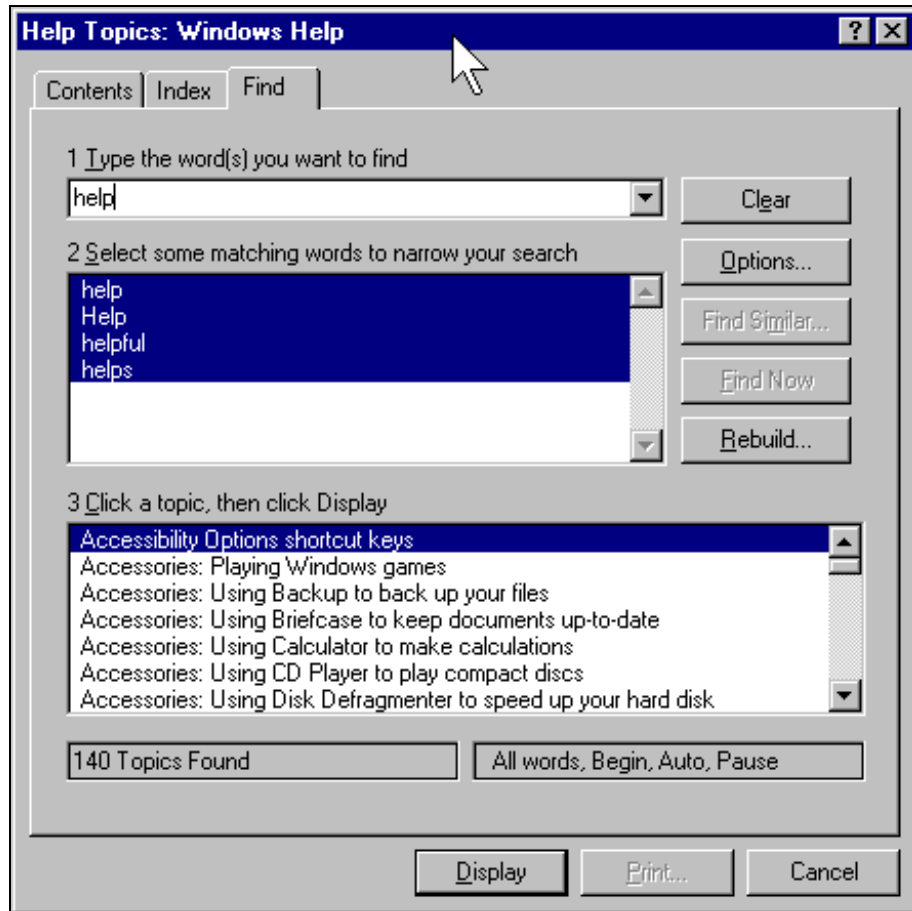 Help Topics: Windows Help
Contents Index Find
1 Type the word(s) you want to find
help
Clear
2 Select some matching words to narrow your search
Options...
help
Help
helpful
helps
Find Similar...
Find Now
Rebuild...
3 Click a topic, then click Display
Accessibility Options shortcut keys
Accessories: Playing Windows games
Accessories: Using Backup to back up your files
Accessories: Using Briefcase to keep documents up-to-date
Accessories: Using Calculator to make calculations
Accessories: Using CD Player to play compact discs
Accessories: Using Disk Defragmenter to speed up your hard disk
140 Topics Found
All words, Begin, Auto, Pause
Display Print... Cancel